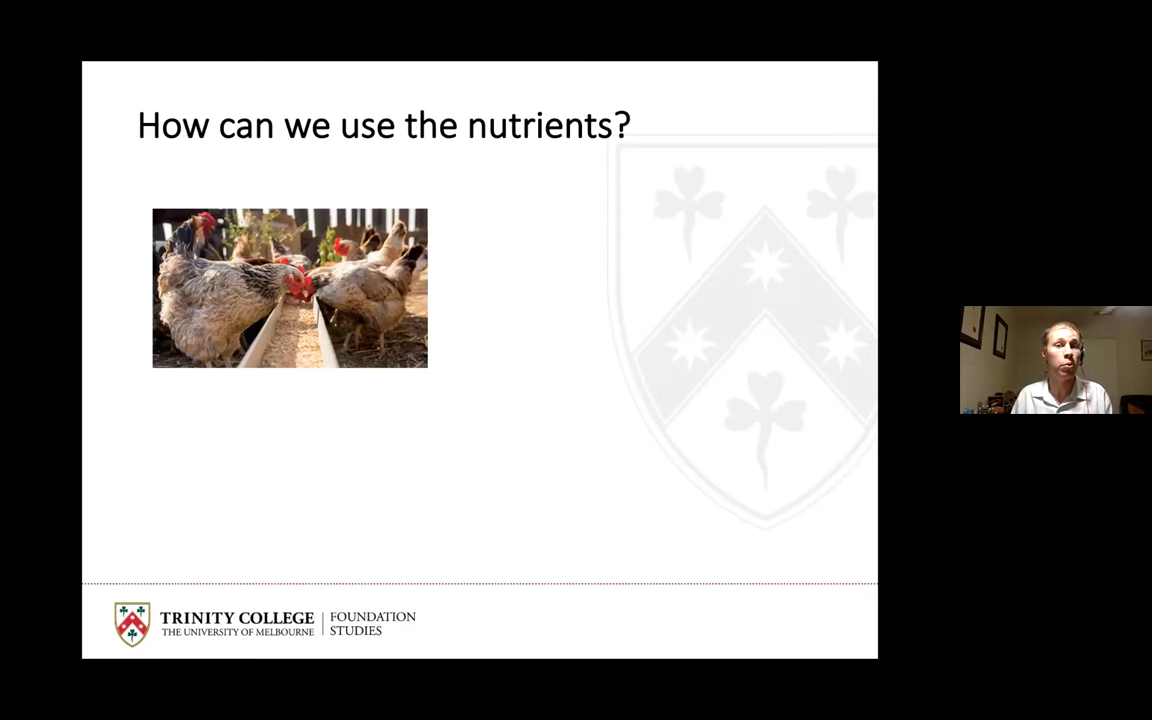 How can we use the nutrients?
TRINITY COLLEGE
THE UNIVERSITY OF MELBOURNE
FOUNDATION
STUDIES